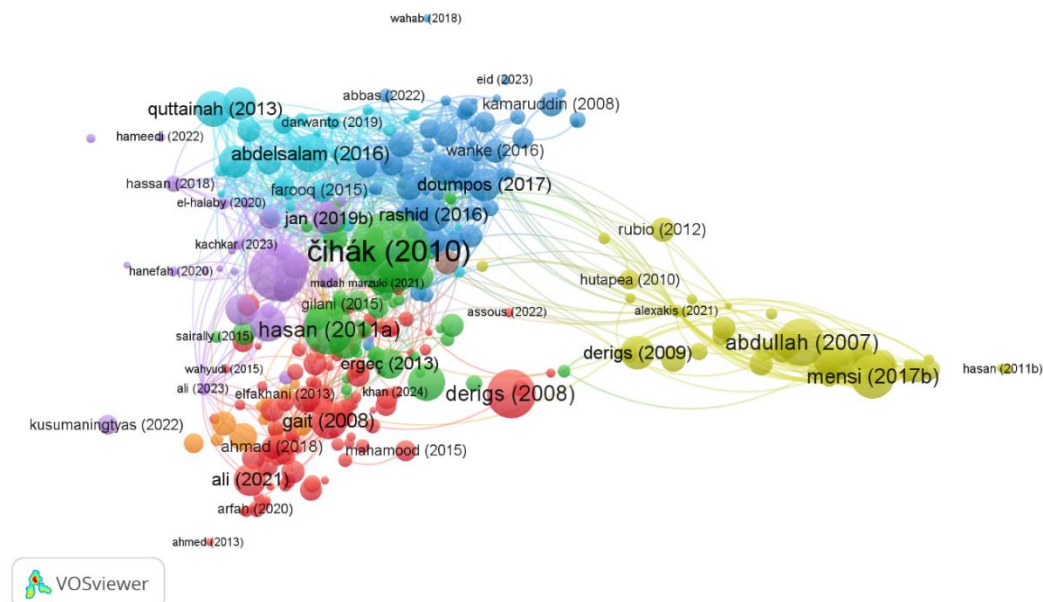 wahab (2018)
eid (2023)
abbas (2022)
kamaruddin (2008)
quttainah (2013)
darwanto (2019)
hameedi (2022)
wanke (2016)
abdelsalam (2016)
hassan (2018)
farooq (2015)
doumpos (2017)
el-halaby (2020)
jan (2019b)
rashid (2016)
rubio (2012)
kachkar (2023)
čihák (2010)
hanefah (2020)
madah marzuki (2021)
hutapea (2010)
gilani (2015)
assous (2022)
alexakis (2021)
hasan (2011a)
sairally (2015)
abdullah (2007)
derigs (2009)
ergeç (2013)
wahyudi (2015)
hasan (2011b)
mensi (2017b)
ali (2023)
elfakhani (2013)
khan (2024)
derigs (2008)
gait (2008)
kusumaningtyas (2022)
ahmad (2018)
mahamood (2015)
ali (2021)
arfah (2020)
ahmed (2013)
VOSviewer